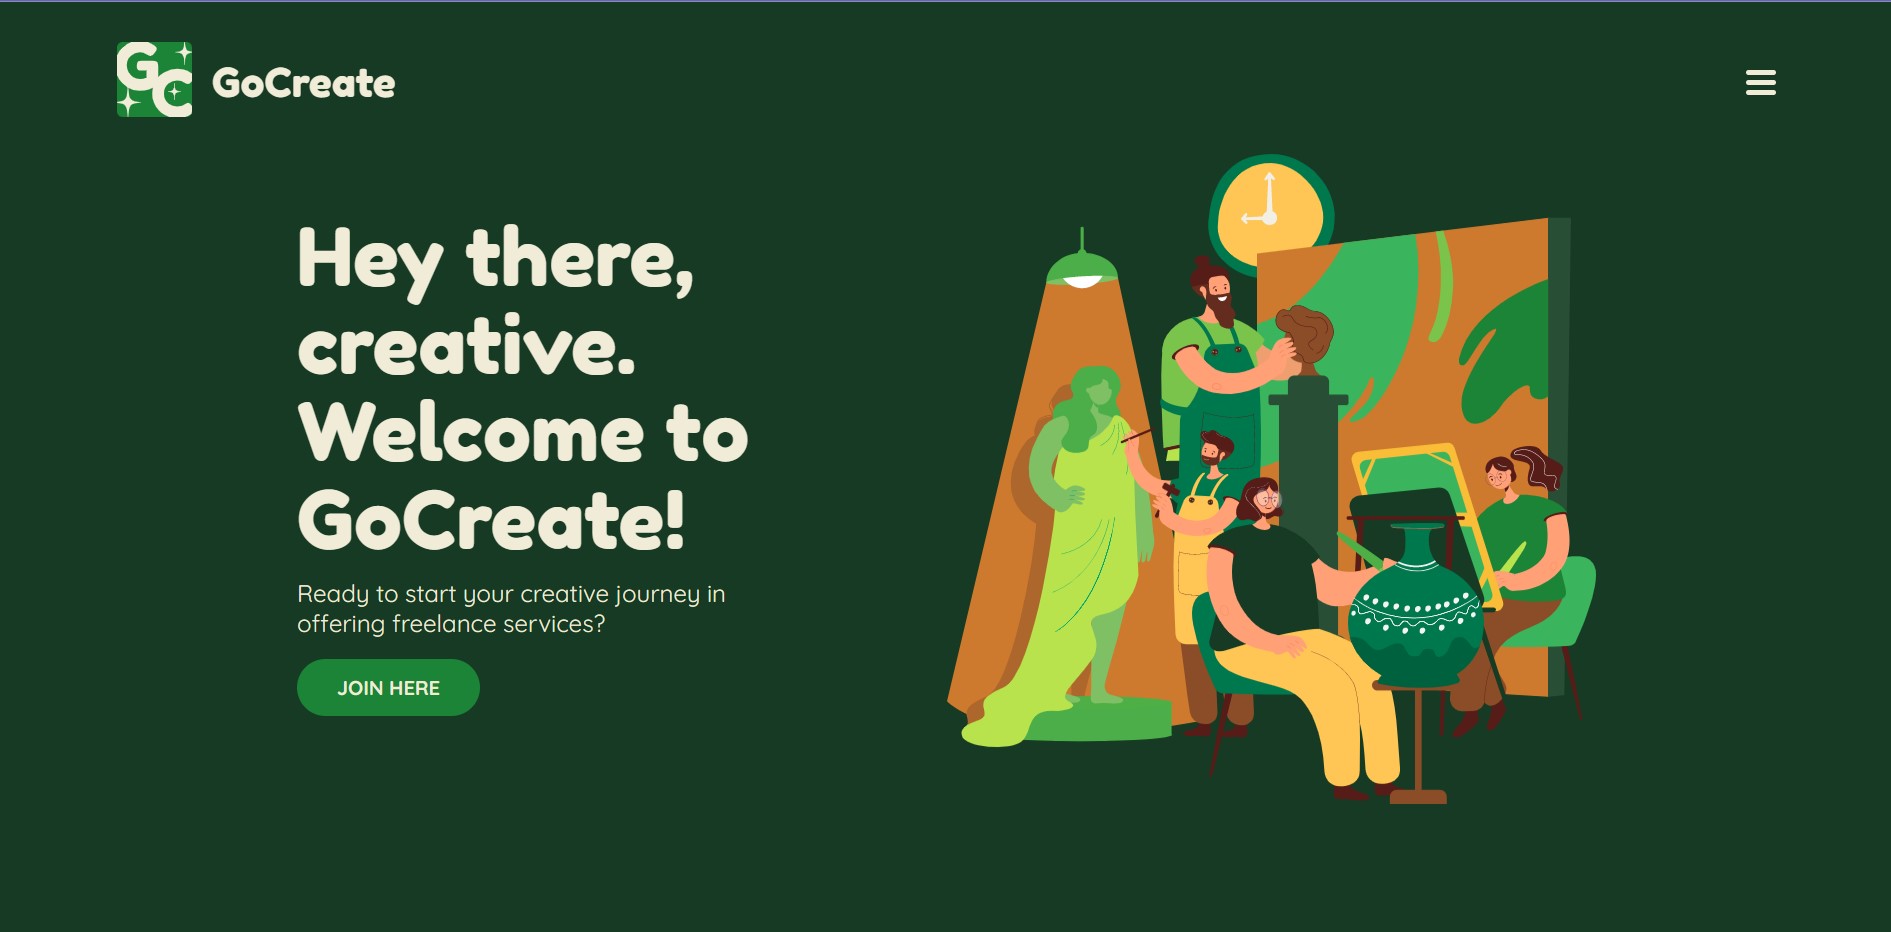 GC
GoCreate
Hey there,
creative.
Welcome to
GoCreate!
Ready to start your creative journey in
offering freelance services?
JOIN HERE